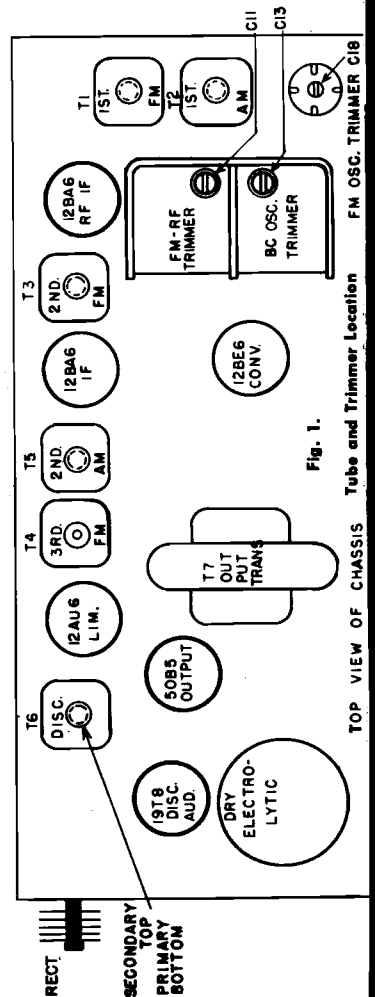 RECT
SECONDARY
TOP
PRIMARY
BOTTOM
T6
DISC.
12AU6
LIM.
T4
3RD.
FM
T5
2ND.
AM
12BA6
IF
T3
2ND.
FM
12BA6
RF IF
T1
1ST.
FM
T2
1ST.
AM
C11
C13
19T8
DISC.
AUD.
DRY
ELECTRO-
LYTIC
50B5
OUTPUT
T7
OUT
PUT
TRANS
12BE6
CONV.
FM-RF
TRIMMER
BC OSC.
TRIMMER
Fig. 1.
TOP VIEW OF CHASSIS Tube and Trimmer Location FM OSC. TRIMMER C18